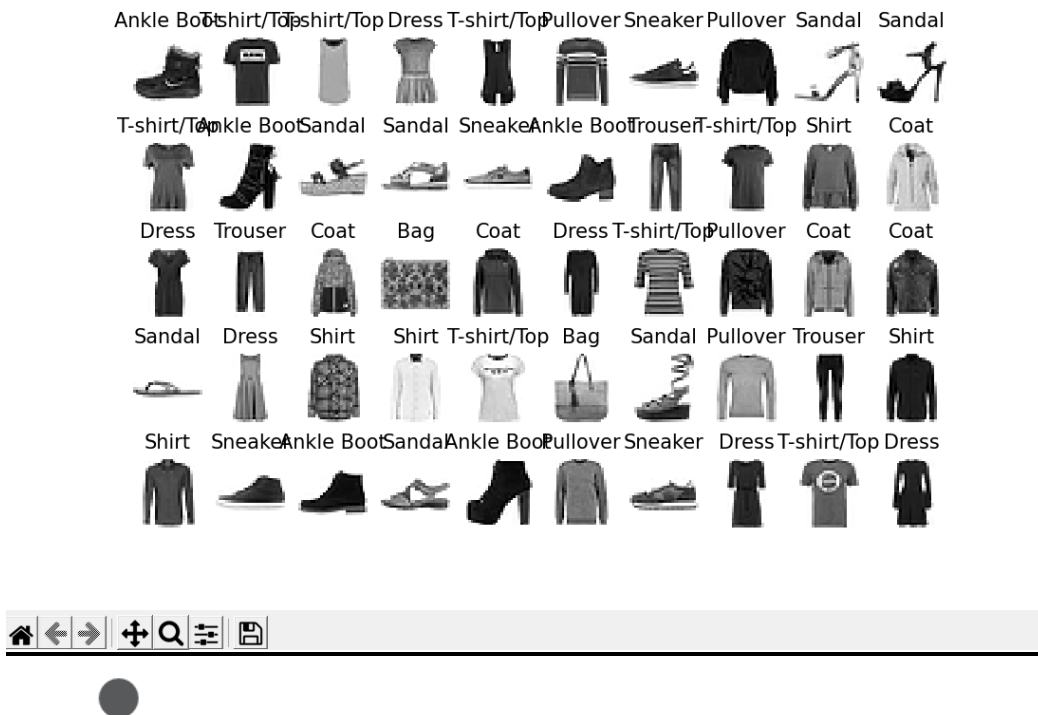 Ankle Boot T-shirt/Top T-shirt/Top Dress T-shirt/Top Pullover Sneaker Pullover Sandal Sandal
T-shirt/Top Ankle Boot Sandal Sandal Sneaker Ankle Boot Trouser T-shirt/Top Shirt Coat
Dress Trouser Coat Bag Coat Dress T-shirt/Top Pullover Coat Coat
Sandal Dress Shirt Shirt T-shirt/Top Bag Sandal Pullover Trouser Shirt
Shirt Sneaker Ankle Boot Sandal Ankle Boot Pullover Sneaker Dress T-shirt/Top Dress